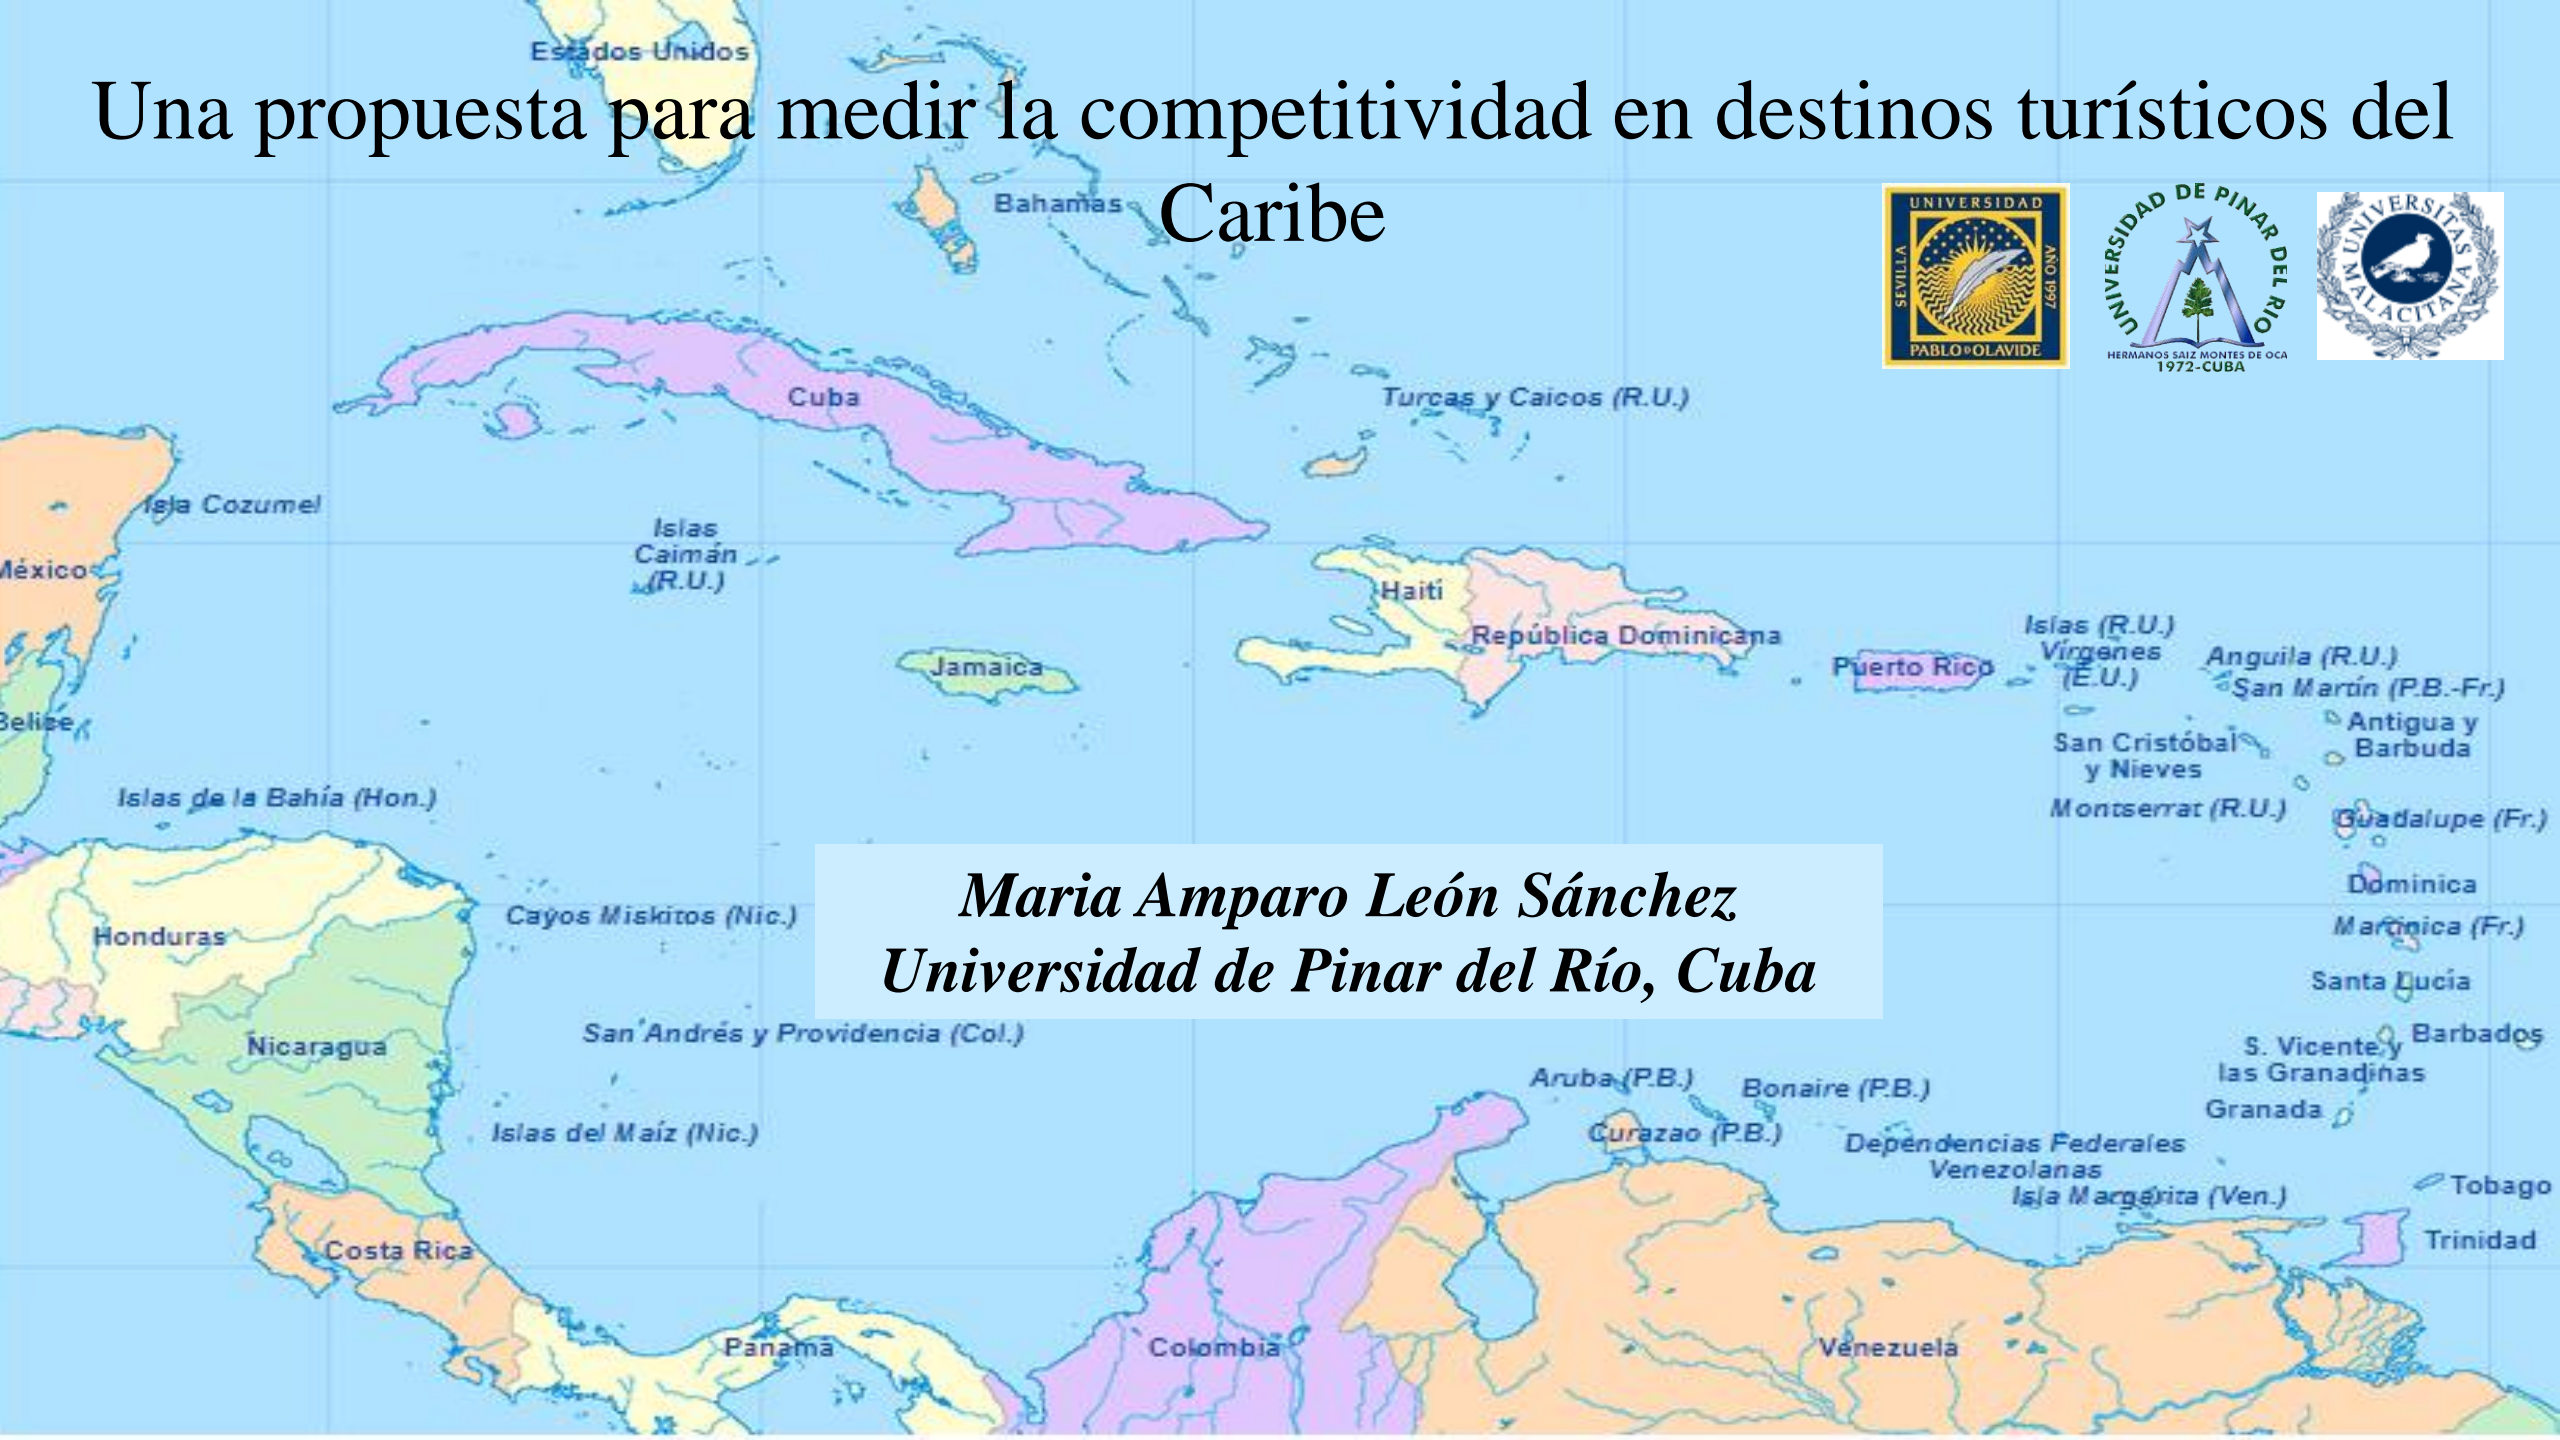 Estados Unidos
Una propuesta para medir la competitividad en destinos turísticos del
Caribe
Bahamas
UNIVERSIDAD
SEVILLA
AÑO 1997
PABLO DE OLAVIDE
UNIVERSIDAD DE PINAR DEL RIO
HERMANOS SAIZ MONTES DE OCA
1972-CUBA
UNIVERSITAS
MALACITANA
Cuba
Turcas y Caicos (R.U.)
Isla Cozumel
Islas
Caimán
(R.U.)
México
Haití
República Dominicana
Jamaica
Puerto Rico
Islas (R.U.)
Vírgenes
(E.U.)
Anguila (R.U.)
San Martín (P.B.-Fr.)
Antigua y
Barbuda
Belice
San Cristóbal
y Nieves
Islas de la Bahía (Hon.)
Montserrat (R.U.)
Guadalupe (Fr.)
Maria Amparo León Sánchez
Universidad de Pinar del Río, Cuba
Dominica
Cayos Miskitos (Nic.)
Honduras
Martinica (Fr.)
Santa Lucía
San Andrés y Providencia (Col.)
Nicaragua
Barbados
S. Vicente y
las Granadinas
Granada
Aruba (P.B.)
Bonaire (P.B.)
Islas del Maíz (Nic.)
Curazao (P.B.)
Dependencias Federales
Venezolanas
Isla Margarita (Ven.)
Tobago
Trinidad
Costa Rica
Panamá
Colombia
Venezuela